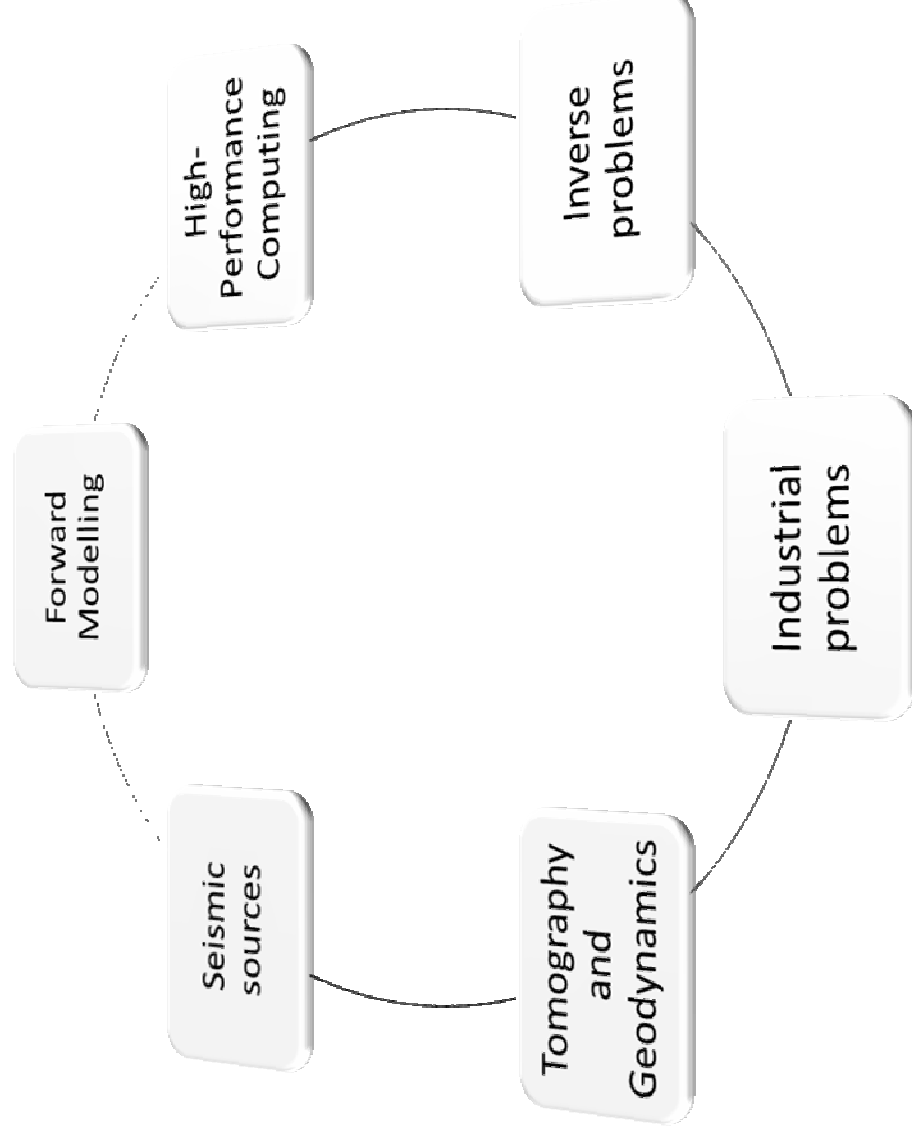 Forward
Modelling
High-
Performance
Computing
Inverse
problems
Industrial
problems
Tomography
and
Geodynamics
Seismic
sources